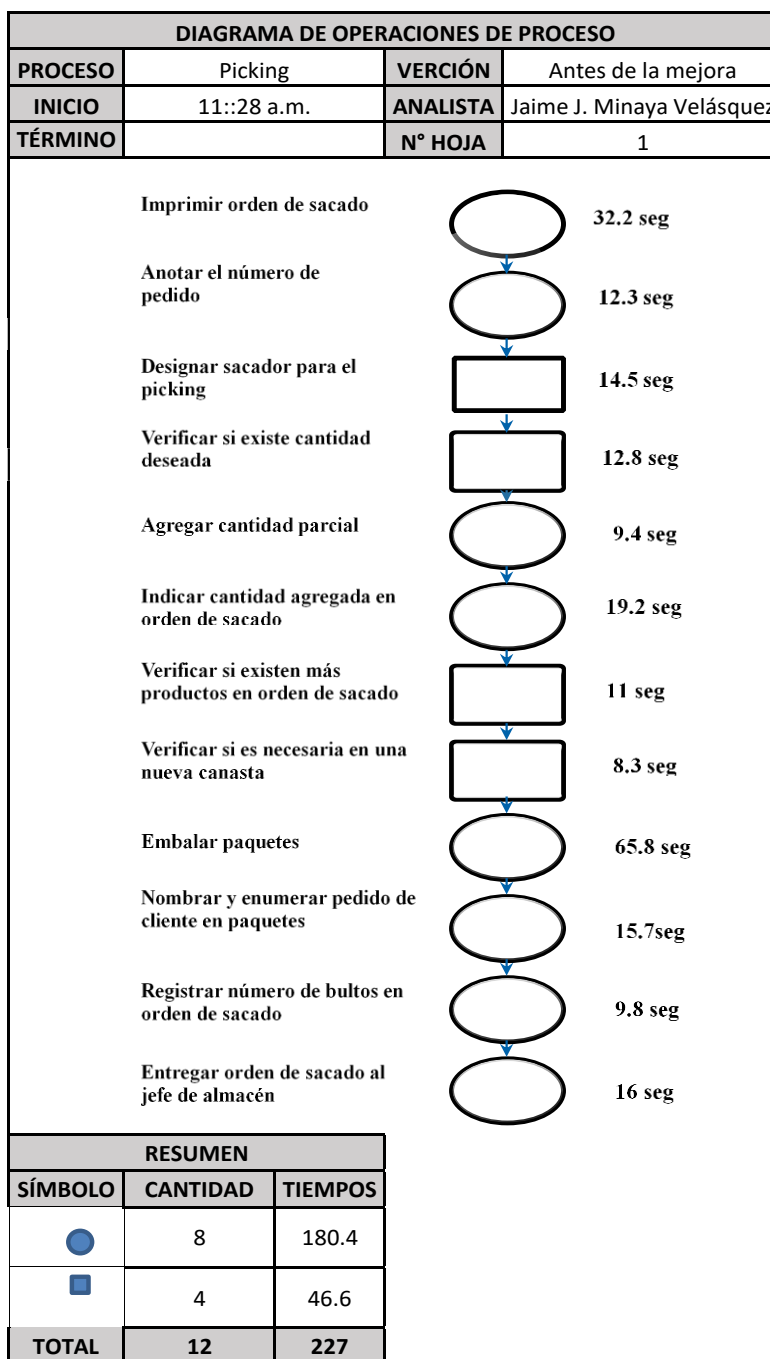 DIAGRAMA DE OPERACIONES DE PROCESO
PROCESO Picking VERCIÓN Antes de la mejora
INICIO 11::28 a.m. ANALISTA Jaime J. Minaya Velásquez
TÉRMINO N° HOJA 1
Imprimir orden de sacado 32.2 seg
Anotar el número de
pedido 12.3 seg
Designar sacador para el
picking 14.5 seg
Verificar si existe cantidad
deseada 12.8 seg
Agregar cantidad parcial 9.4 seg
Indicar cantidad agregada en
orden de sacado 19.2 seg
Verificar si existen más
productos en orden de sacado 11 seg
Verificar si es necesaria en una
nueva canasta 8.3 seg
Embalar paquetes 65.8 seg
Nombrar y enumerar pedido de
cliente en paquetes 15.7seg
Registrar número de bultos en
orden de sacado 9.8 seg
Entregar orden de sacado al
jefe de almacén 16 seg
RESUMEN
SÍMBOLO CANTIDAD TIEMPOS
8 180.4
4 46.6
TOTAL 12 227